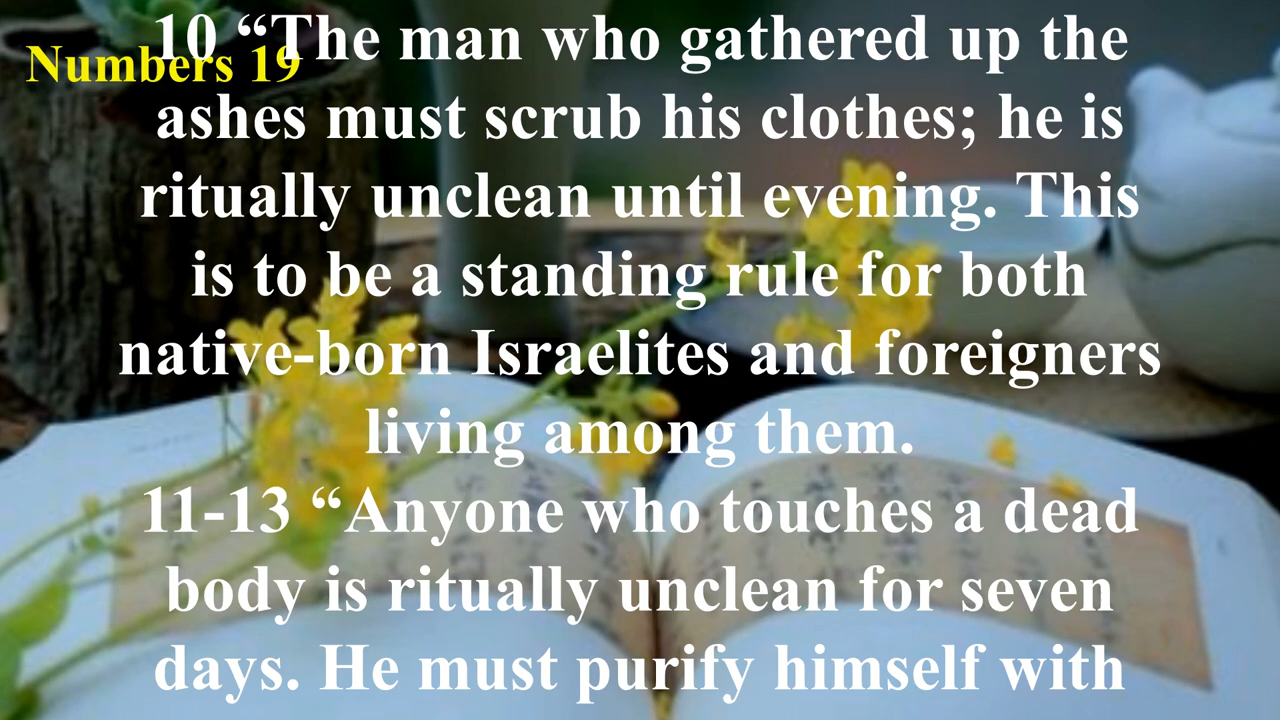 Numbers 19
10 “The man who gathered up the
ashes must scrub his clothes; he is
ritually unclean until evening. This
is to be a standing rule for both
native-born Israelites and foreigners
living among them.
11-13 “Anyone who touches a dead
body is ritually unclean for seven
days. He must purify himself with